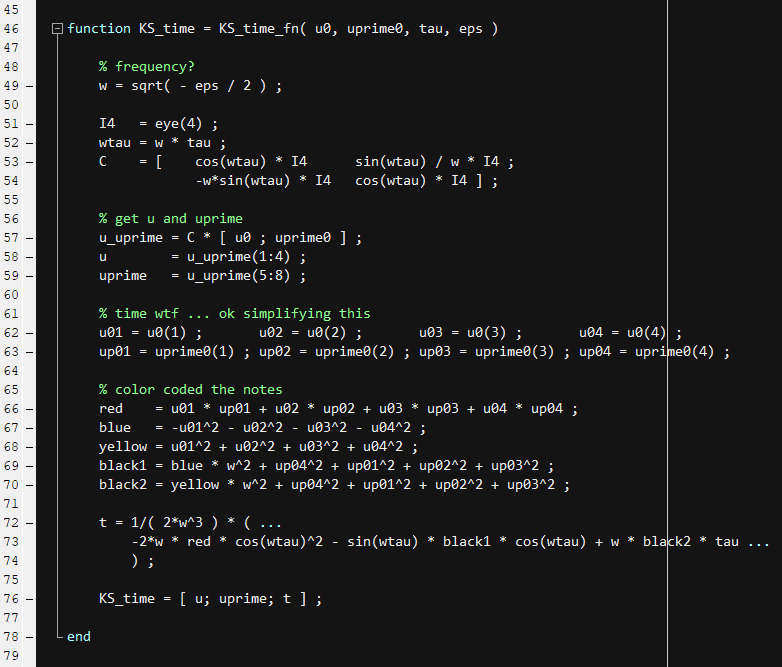 45
46 function KS_time = KS_time_fn( u0, uprime0, tau, eps )
47
48 % frequency?
49 – w = sqrt( - eps / 2 ) ;
50
51 – I4 = eye(4) ;
52 – wtau = w * tau ;
53 – C = [ cos(wtau) * I4 sin(wtau) / w * I4 ;
54 -w*sin(wtau) * I4 cos(wtau) * I4 ] ;
55
56 % get u and uprime
57 – u_uprime = C * [ u0 ; uprime0 ] ;
58 – u = u_uprime(1:4) ;
59 – uprime = u_uprime(5:8) ;
60
61 % time wtf ... ok simplifying this
62 – u01 = u0(1) ; u02 = u0(2) ; u03 = u0(3) ; u04 = u0(4) ;
63 – up01 = uprime0(1) ; up02 = uprime0(2) ; up03 = uprime0(3) ; up04 = uprime0(4) ;
64
65 % color coded the notes
66 – red = u01 * up01 + u02 * up02 + u03 * up03 + u04 * up04 ;
67 – blue = -u01^2 - u02^2 - u03^2 - u04^2 ;
68 – yellow = u01^2 + u02^2 + u03^2 + u04^2 ;
69 – black1 = blue * w^2 + up04^2 + up01^2 + up02^2 + up03^2 ;
70 – black2 = yellow * w^2 + up04^2 + up01^2 + up02^2 + up03^2 ;
71
72 – t = 1/( 2*w^3 ) * ( ...
73 -2*w * red * cos(wtau)^2 - sin(wtau) * black1 * cos(wtau) + w * black2 * tau ...
74 ) ;
75
76 – KS_time = [ u; uprime; t ] ;
77
78 – end
79